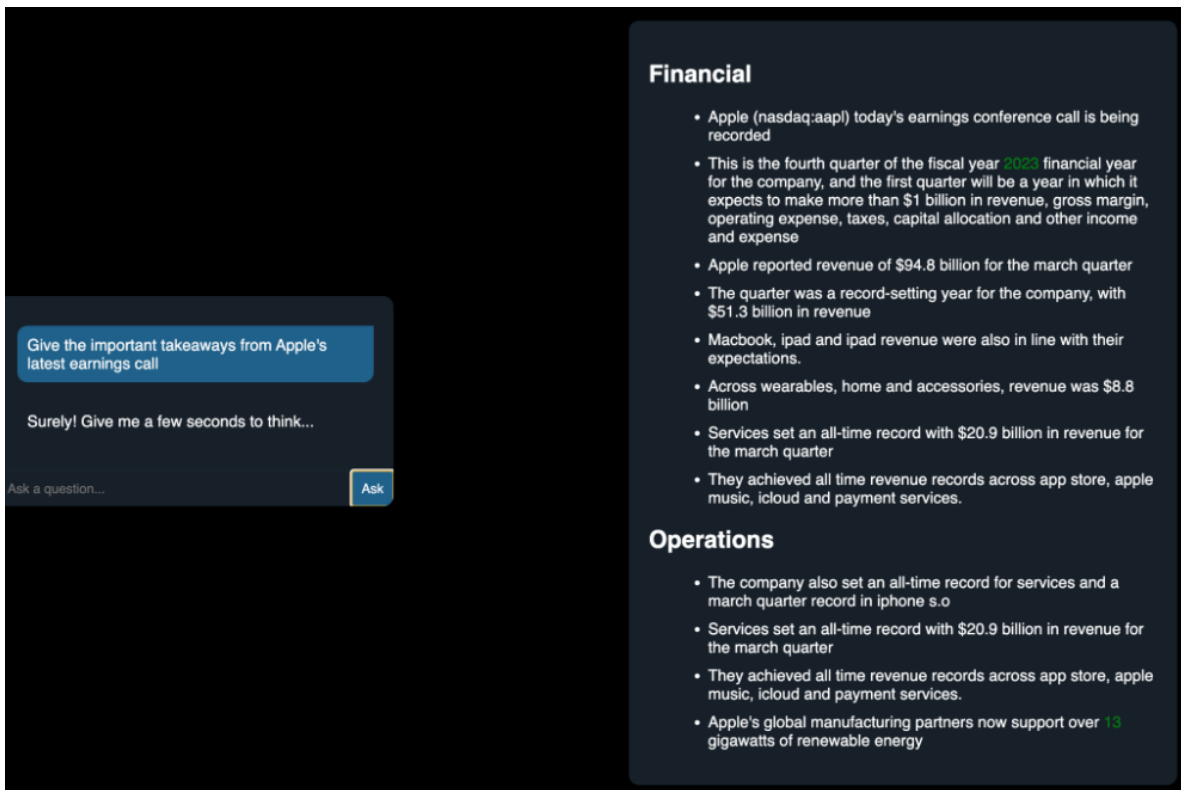 Give the important takeaways from Apple's
latest earnings call
Surely! Give me a few seconds to think...
Ask a question...
Ask
Financial
• Apple (nasdaq:aapl) today's earnings conference call is being
recorded
• This is the fourth quarter of the fiscal year 2023 financial year
for the company, and the first quarter will be a year in which it
expects to make more than $1 billion in revenue, gross margin,
operating expense, taxes, capital allocation and other income
and expense
• Apple reported revenue of $94.8 billion for the march quarter
• The quarter was a record-setting year for the company, with
$51.3 billion in revenue
• Macbook, ipad and ipad revenue were also in line with their
expectations.
• Across wearables, home and accessories, revenue was $8.8
billion
• Services set an all-time record with $20.9 billion in revenue for
the march quarter
• They achieved all time revenue records across app store, apple
music, icloud and payment services.
Operations
• The company also set an all-time record for services and a
march quarter record in iphone s.o
• Services set an all-time record with $20.9 billion in revenue for
the march quarter
• They achieved all time revenue records across app store, apple
music, icloud and payment services.
• Apple's global manufacturing partners now support over 13
gigawatts of renewable energy